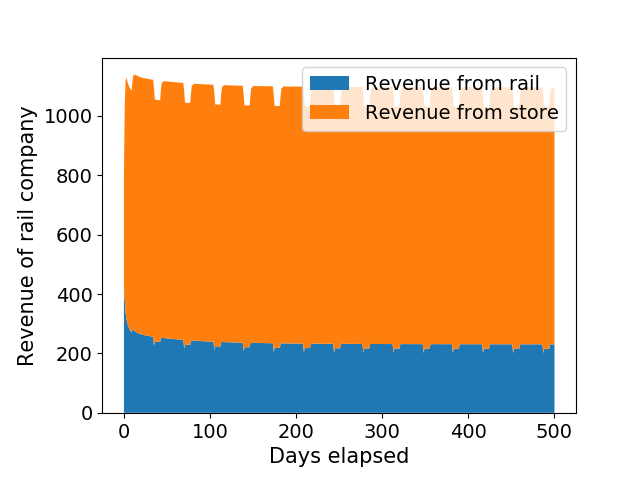 Revenue from rail
Revenue from store
Revenue of rail company
1000
800
600
400
200
0
0 100 200 300 400 500
Days elapsed